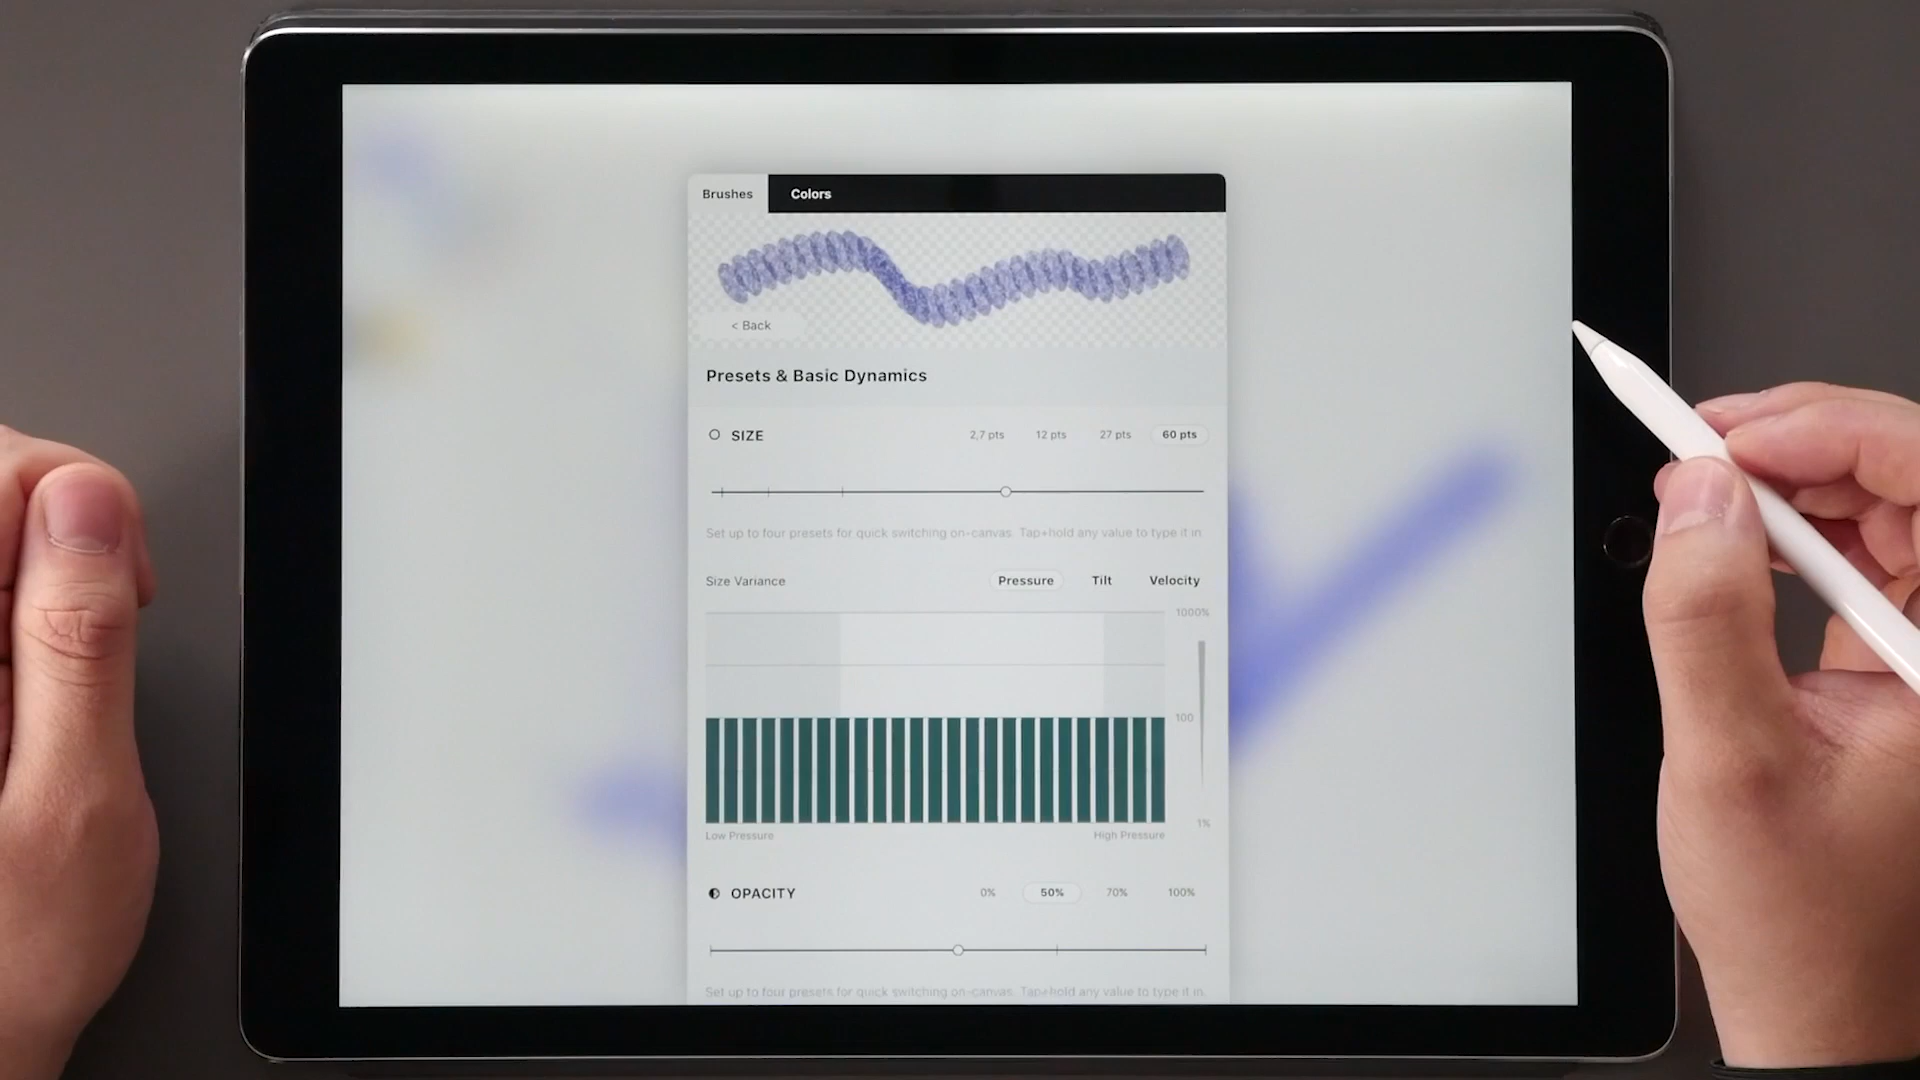 Brushes Colors
< Back
Presets & Basic Dynamics
SIZE 2,7 pts 12 pts 27 pts 60 pts
Set up to four presets for quick switching on-canvas. Tap+hold any value to type it in.
Size Variance Pressure Tilt Velocity
1000%
100
1%
Low Pressure High Pressure
OPACITY 0% 50% 70% 100%
Set up to four presets for quick switching on-canvas. Tap+hold any value to type it in.